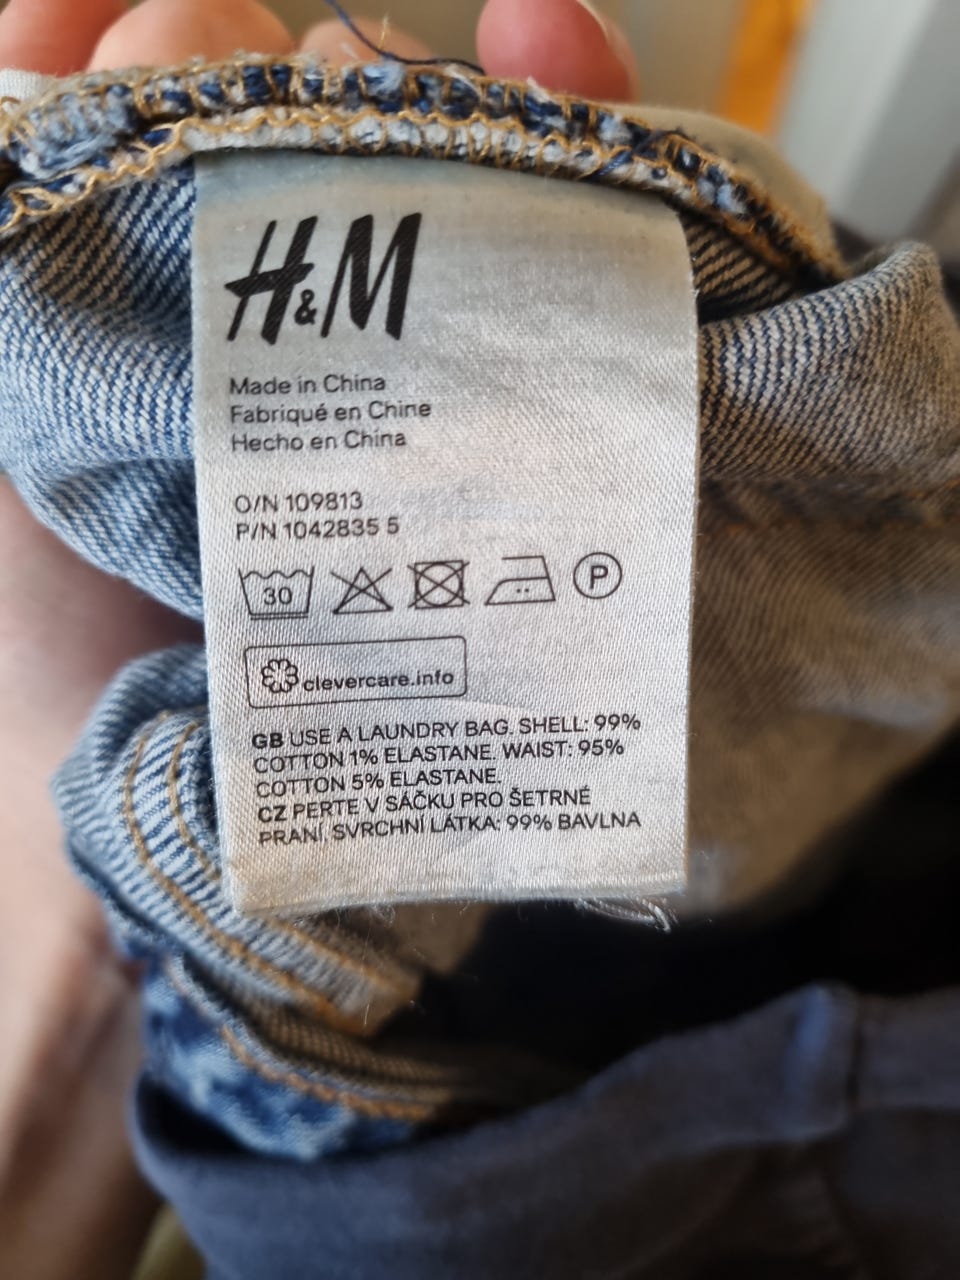 H&M
Made in China
Fabriqué en Chine
Hecho en China
O/N 109813
P/N 1042835 5
30 P
clevercare.info
GB USE A LAUNDRY BAG. SHELL: 99%
COTTON 1% ELASTANE. WAIST: 95%
COTTON 5% ELASTANE.
CZ PERTE V SÁČKU PRO ŠETRNÉ
PRANÍ. SVRCHNÍ LÁTKA: 99% BAVLNA